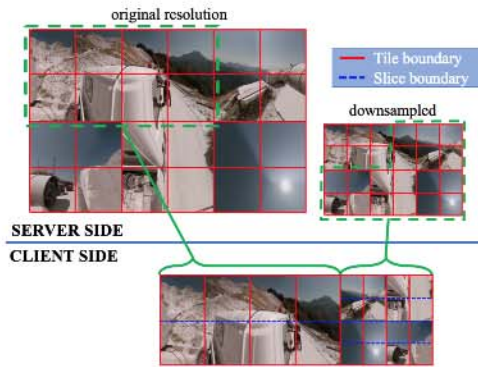 original resolution
Tile boundary
Slice boundary
downsampled
SERVER SIDE
CLIENT SIDE